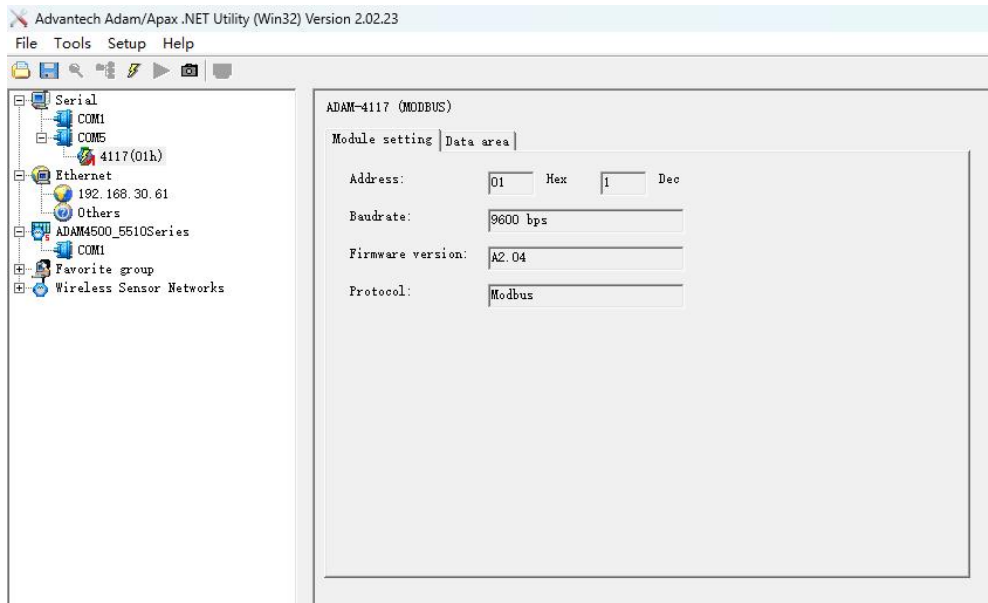 Advantech Adam/Apax .NET Utility (Win32) Version 2.02.23
File Tools Setup Help
Serial
COM1
COM5
4117(01h)
Ethernet
192.168.30.61
Others
ADAM4500_5510Series
COM1
Favorite group
Wireless Sensor Networks
ADAM-4117 (MODBUS)
Module setting Data area
Address: 01 Hex 1 Dec
Baudrate: 9600 bps
Firmware version: A2.04
Protocol: Modbus